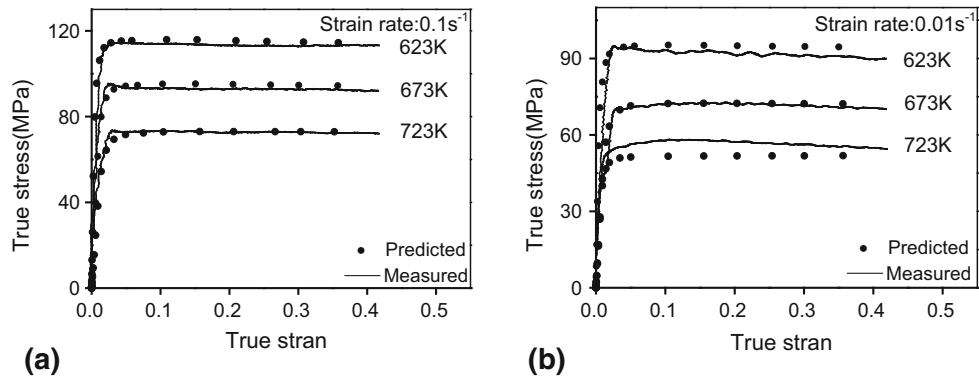 Strain rate:0.1s⁻¹
120
80
40
0
623K
673K
723K
Predicted
Measured
0.0 0.1 0.2 0.3 0.4 0.5
True stress(MPa)
True stran
(a)
Strain rate:0.01s⁻¹
90
60
30
0
623K
673K
723K
Predicted
Measured
0.0 0.1 0.2 0.3 0.4 0.5
True stress(MPa)
True stran
(b)